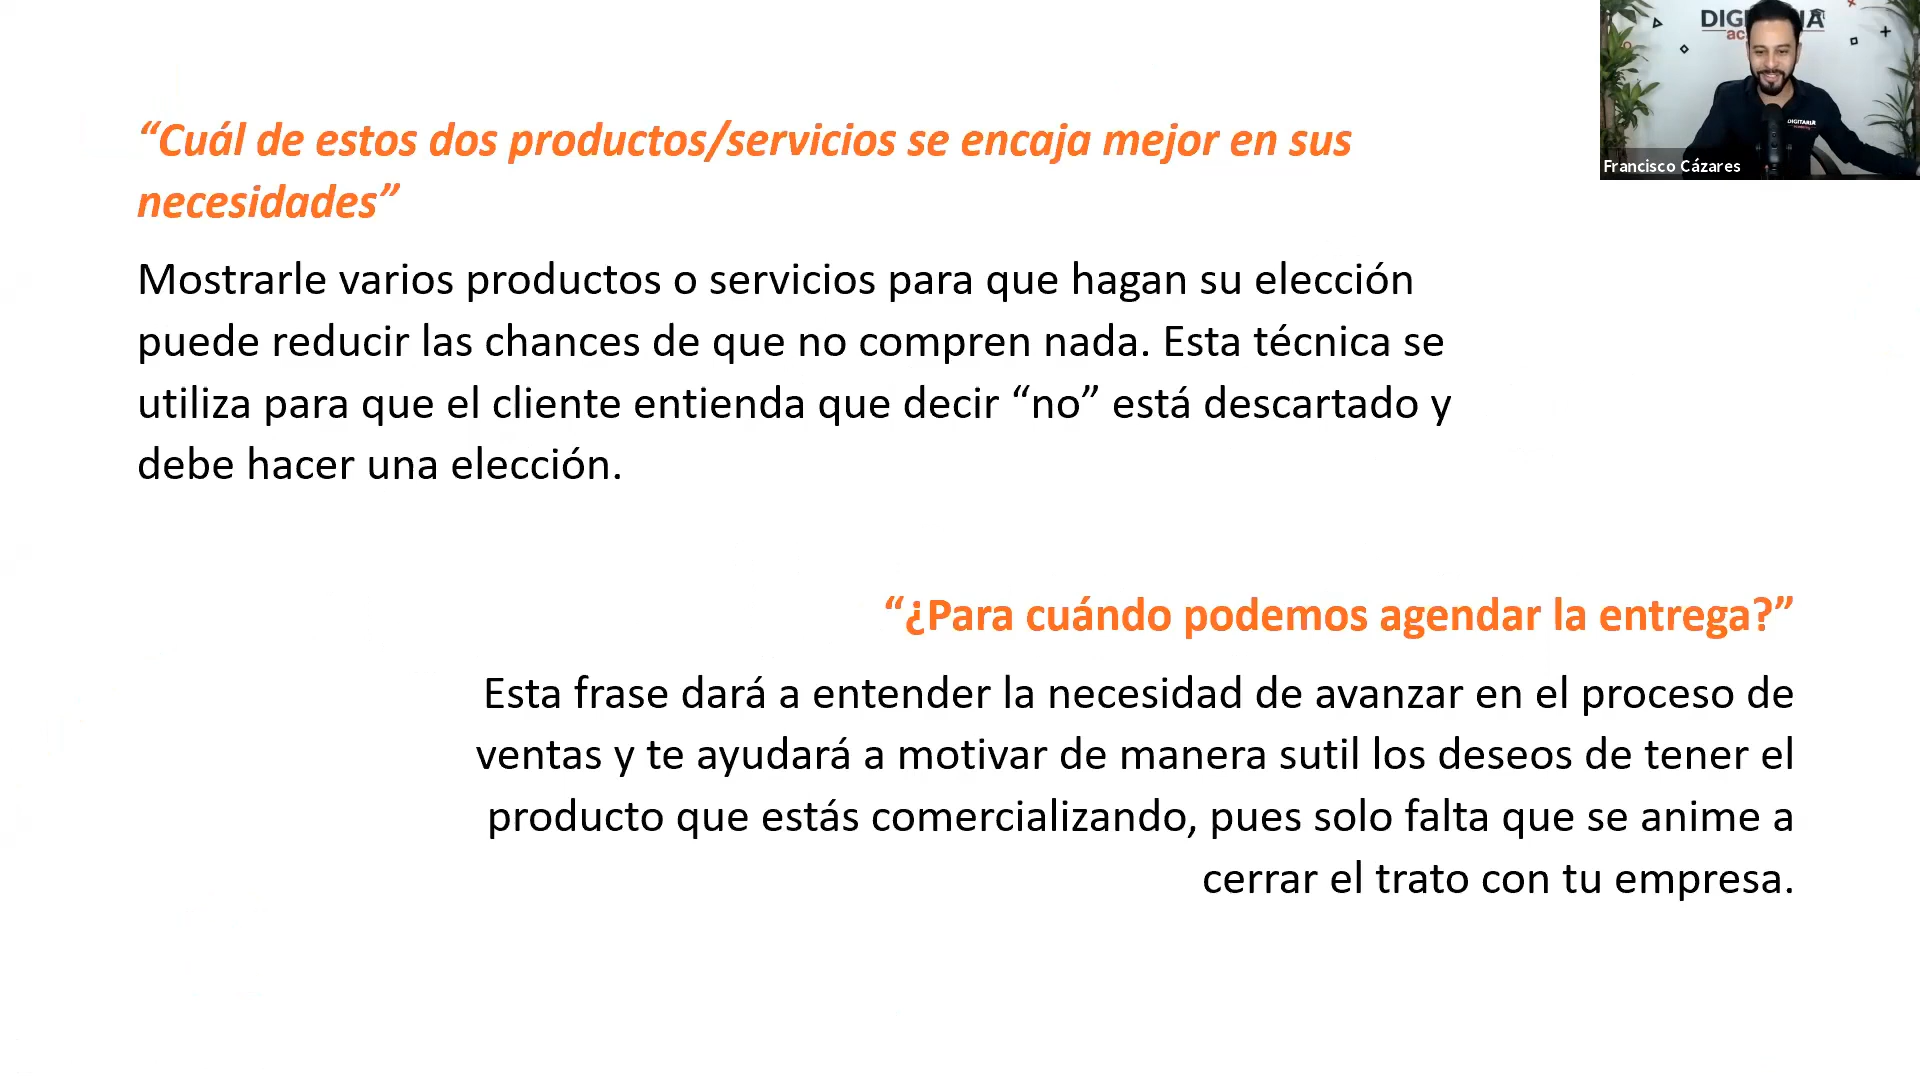 “Cuál de estos dos productos/servicios se encaja mejor en sus
necesidades”
Mostrarle varios productos o servicios para que hagan su elección
puede reducir las chances de que no compren nada. Esta técnica se
utiliza para que el cliente entienda que decir “no” está descartado y
debe hacer una elección.
“¿Para cuándo podemos agendar la entrega?”
Esta frase dará a entender la necesidad de avanzar en el proceso de
ventas y te ayudará a motivar de manera sutil los deseos de tener el
producto que estás comercializando, pues solo falta que se anime a
cerrar el trato con tu empresa.
Francisco Cázares